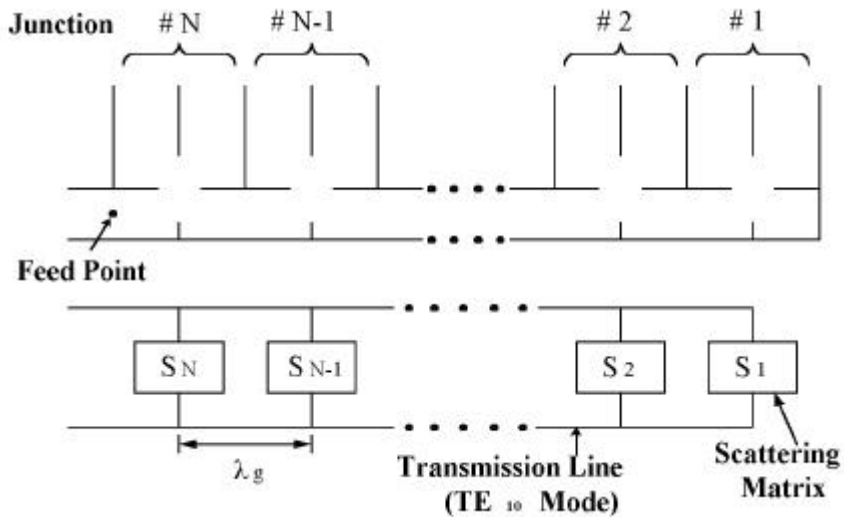 Junction # N # N-1 # 2 # 1
Feed Point
S N S N-1 S 2 S 1
λ g
Transmission Line
(TE 10 Mode)
Scattering
Matrix